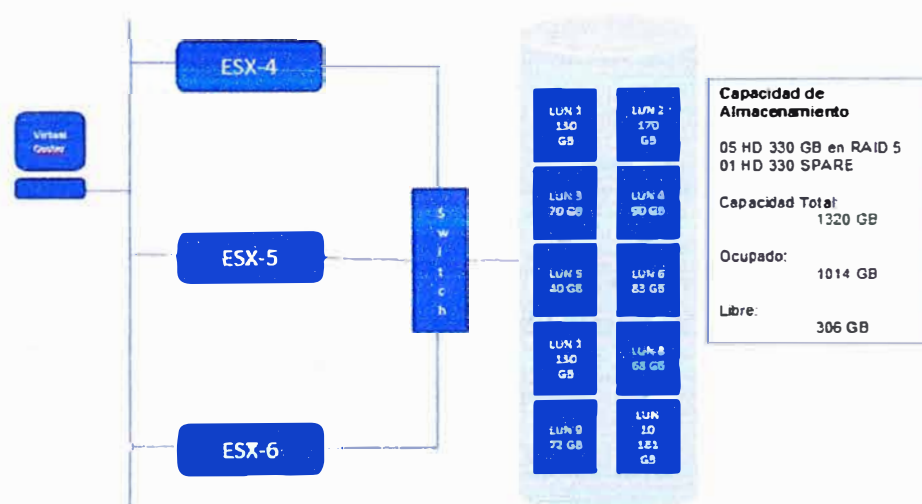 ESX-4
Virtual
Center
ESX-5
ESX-6
Switch
LUN 1
130
GB
LUN 2
170
GB
LUN 3
70 GB
LUN 4
90 GB
LUN 5
40 GB
LUN 6
83 GB
LUN 1
130
GB
LUN 8
68 GB
LUN 9
72 GB
LUN
10
181
GB
Capacidad de
Almacenamiento
05 HD 330 GB en RAID 5
01 HD 330 SPARE
Capacidad Total:
1320 GB
Ocupado:
1014 GB
Libre:
306 GB